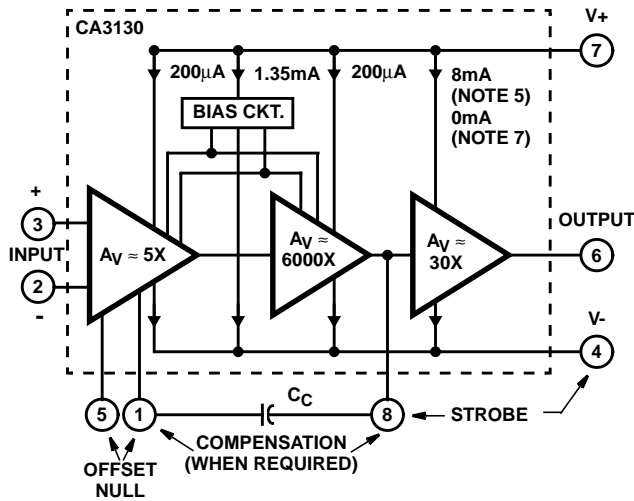 CA3130
V+
7
200µA
1.35mA
200µA
8mA
(NOTE 5)
0mA
(NOTE 7)
BIAS CKT.
+
3
INPUT
2
-
AV ≈ 5X
AV ≈
6000X
AV ≈
30X
OUTPUT
6
V-
4
CC
5
1
8
STROBE
OFFSET
NULL
COMPENSATION
(WHEN REQUIRED)